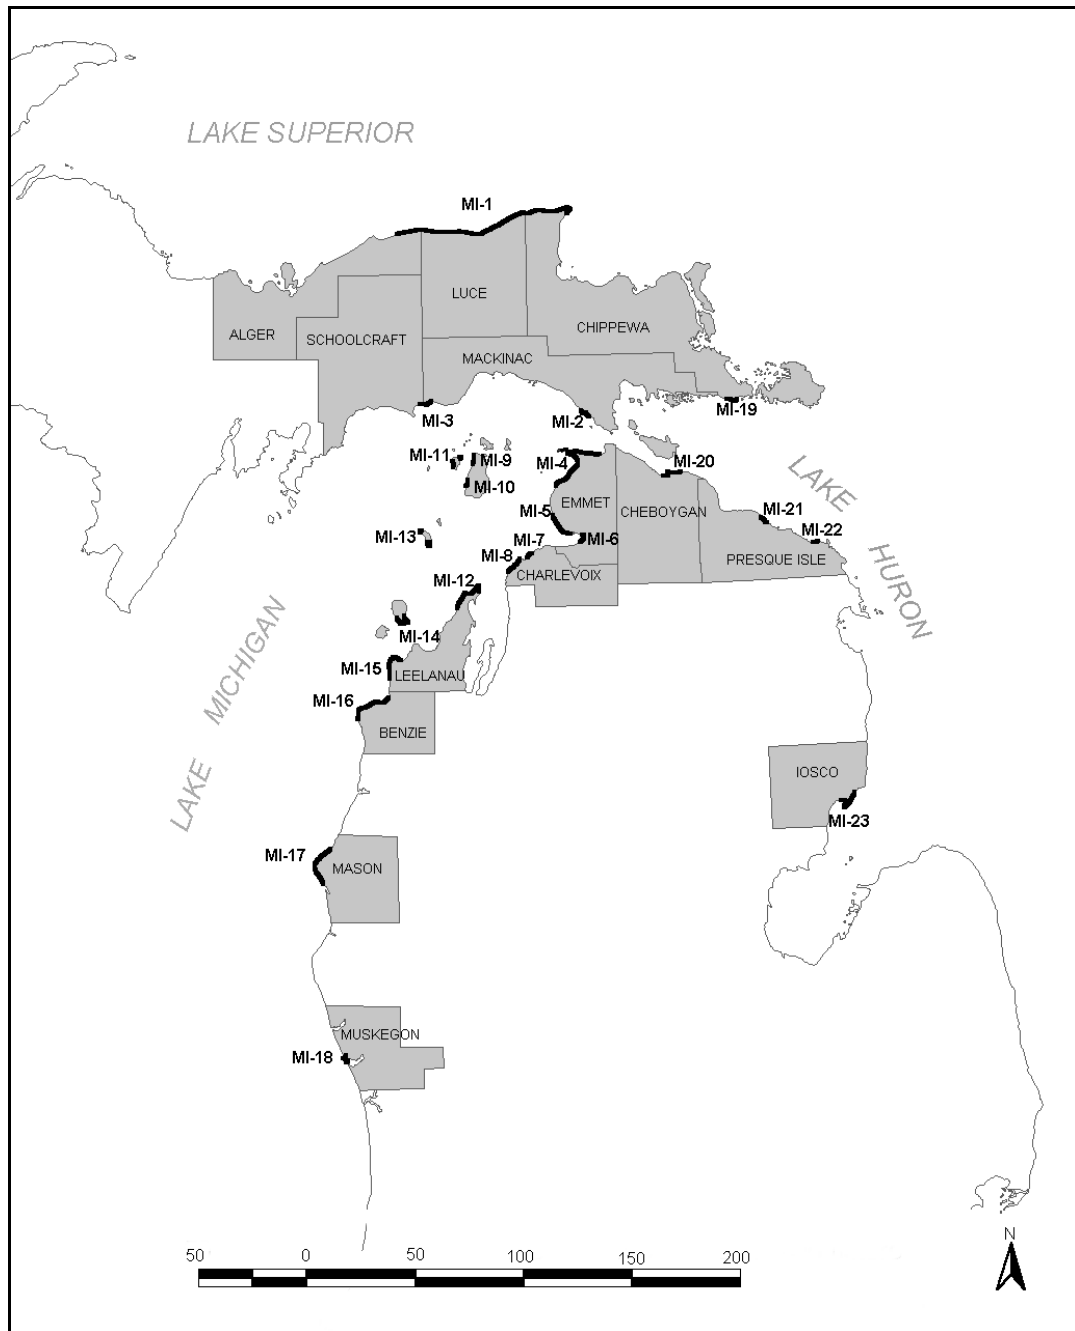 LAKE SUPERIOR
MI-1
LUCE
ALGER
SCHOOLCRAFT
CHIPPEWA
MACKINAC
MI-3
MI-2
MI-19
MI-11
MI-9
MI-4
MI-20
MI-10
EMMET
CHEBOYGAN
LAKE
HURON
MI-5
MI-21
MI-13
MI-7
MI-6
MI-22
MI-8
CHARLEVOIX
PRESQUE ISLE
MI-12
MI-14
MI-15
LEELANAU
MI-16
BENZIE
LAKE MICHIGAN
IOSCO
MI-23
MI-17
MASON
MUSKEGON
MI-18
N
50 0 50 100 150 200